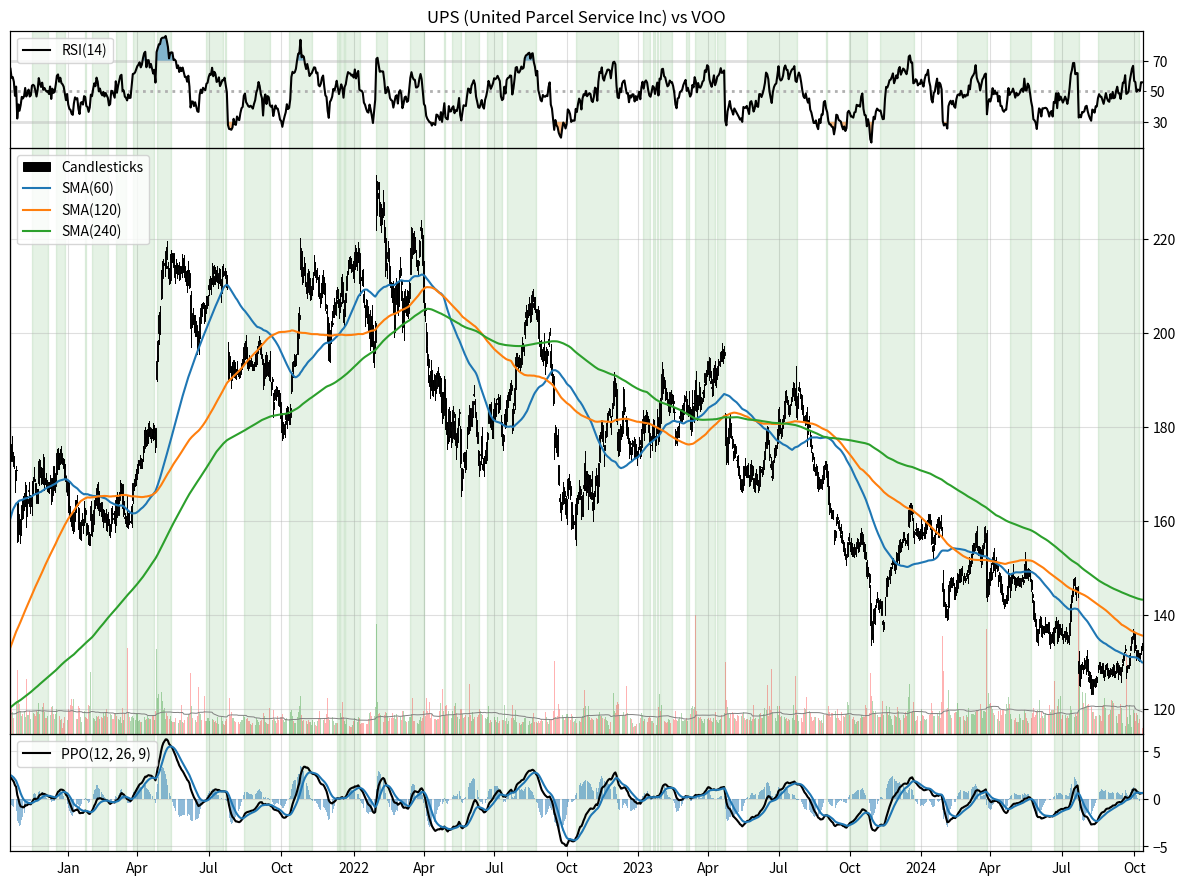 UPS (United Parcel Service Inc) vs VOO
RSI(14)
70
50
30
Candlesticks
SMA(60)
SMA(120)
SMA(240)
220
200
180
160
140
120
PPO(12, 26, 9)
5
0
−5
Jan Apr Jul Oct 2022 Apr Jul Oct 2023 Apr Jul Oct 2024 Apr Jul Oct